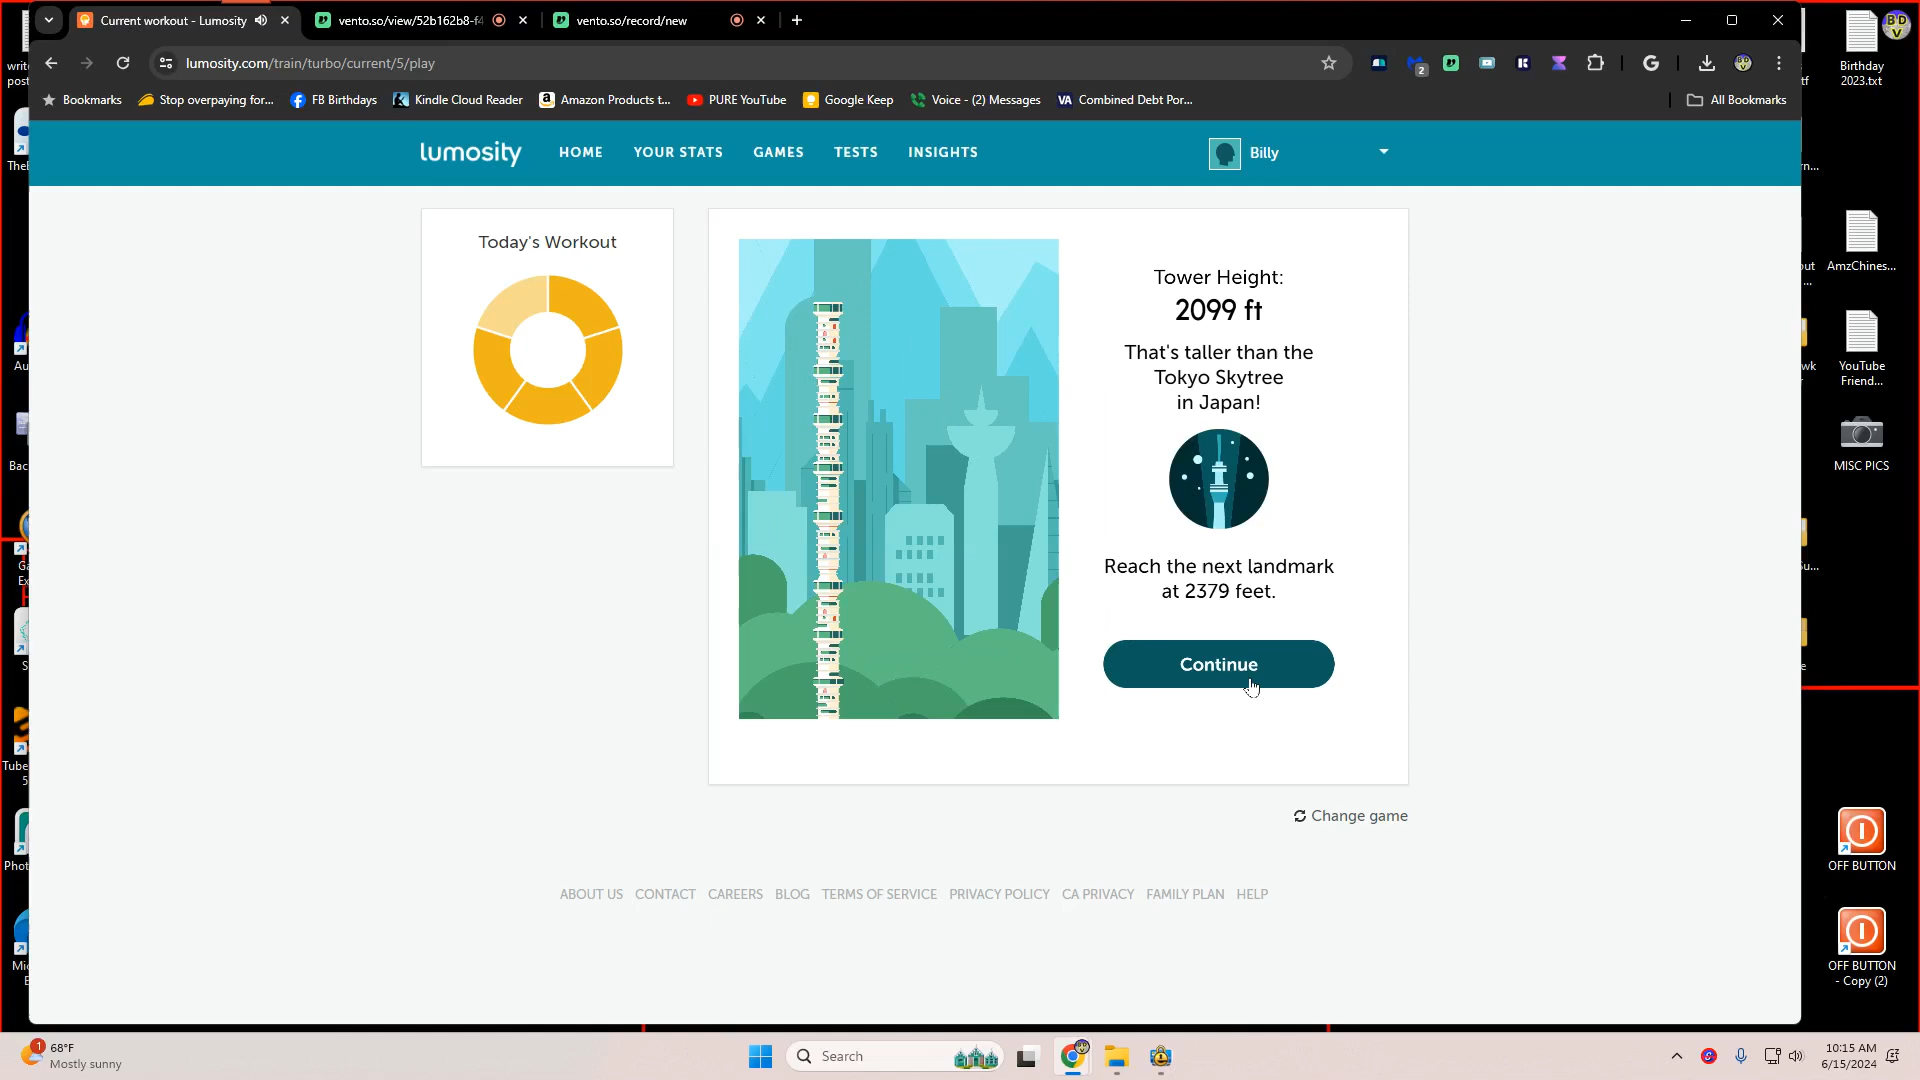 Current workout - Lumosity
vento.so/view/52b162b8-f4
vento.so/record/new
lumosity.com/train/turbo/current/5/play
2
Bookmarks
Stop overpaying for...
FB Birthdays
Kindle Cloud Reader
Amazon Products t...
PURE YouTube
Google Keep
Voice - (2) Messages
VA Combined Debt Por...
All Bookmarks
lumosity
HOME
YOUR STATS
GAMES
TESTS
INSIGHTS
Billy
Today's Workout
Tower Height:
2099 ft
That's taller than the
Tokyo Skytree
in Japan!
Reach the next landmark
at 2379 feet.
Continue
Change game
ABOUT US
CONTACT
CAREERS
BLOG
TERMS OF SERVICE
PRIVACY POLICY
CA PRIVACY
FAMILY PLAN
HELP
Birthday
2023.txt
AmzChines...
YouTube
Friend...
MISC PICS
OFF BUTTON
OFF BUTTON
- Copy (2)
1
68°F
Mostly sunny
Search
10:15 AM
6/15/2024